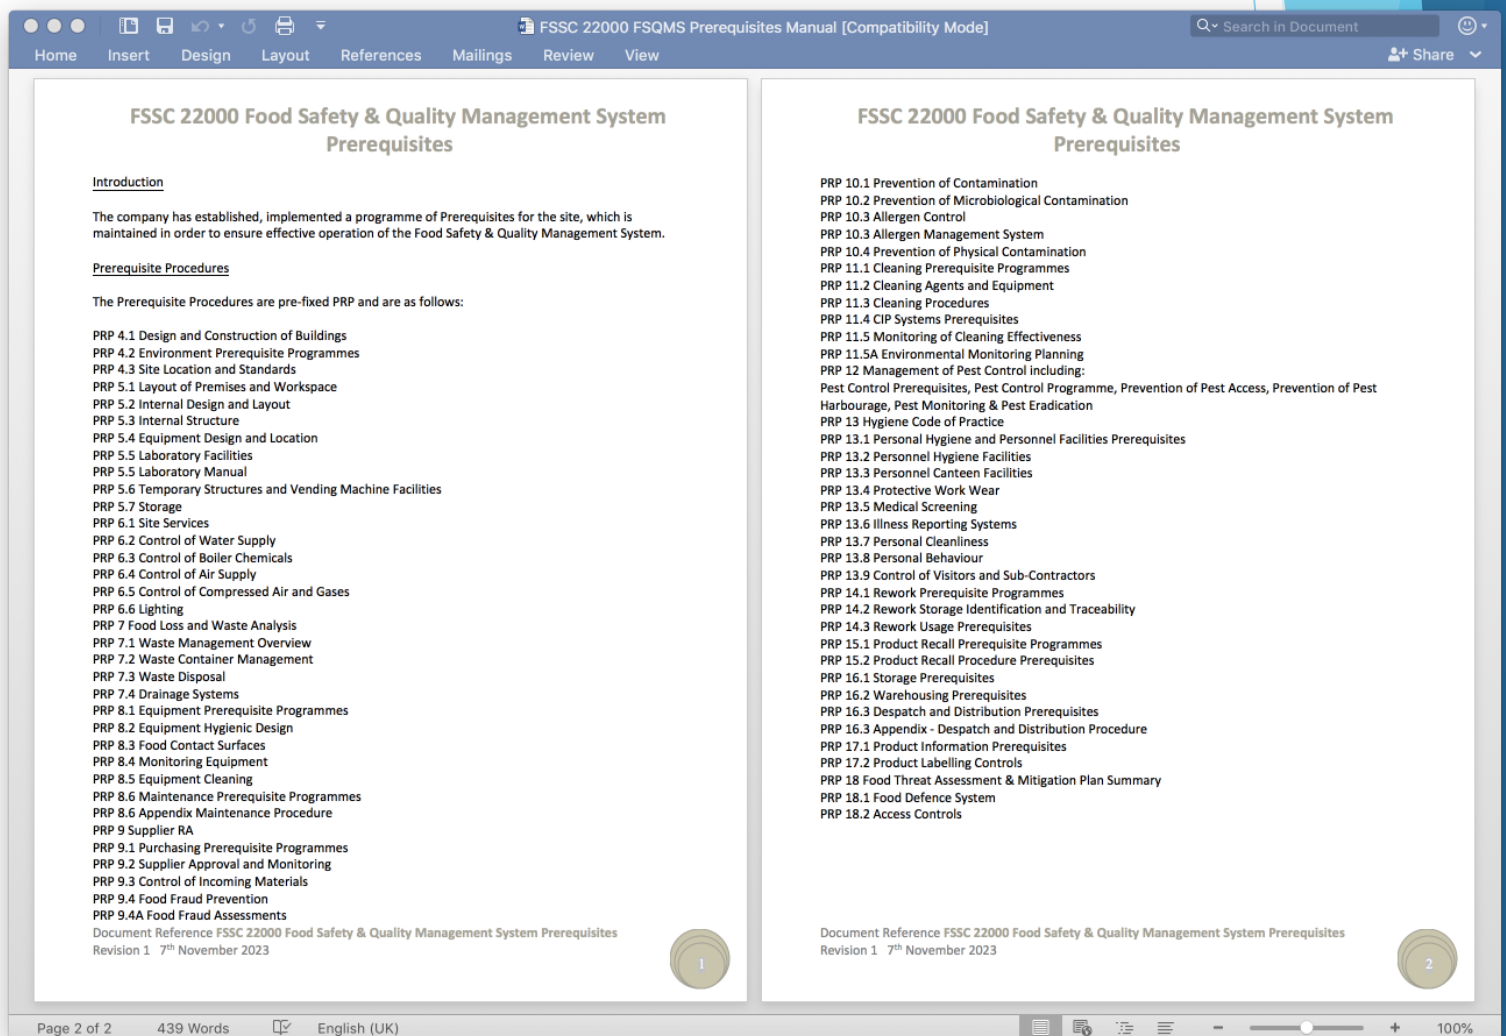 FSSC 22000 FSQMS Prerequisites Manual [Compatibility Mode]
Search in Document
Home Insert Design Layout References Mailings Review View
Share
FSSC 22000 Food Safety & Quality Management System
Prerequisites
Introduction
The company has established, implemented a programme of Prerequisites for the site, which is
maintained in order to ensure effective operation of the Food Safety & Quality Management System.
Prerequisite Procedures
The Prerequisite Procedures are pre-fixed PRP and are as follows:
PRP 4.1 Design and Construction of Buildings
PRP 4.2 Environment Prerequisite Programmes
PRP 4.3 Site Location and Standards
PRP 5.1 Layout of Premises and Workspace
PRP 5.2 Internal Design and Layout
PRP 5.3 Internal Structure
PRP 5.4 Equipment Design and Location
PRP 5.5 Laboratory Facilities
PRP 5.5 Laboratory Manual
PRP 5.6 Temporary Structures and Vending Machine Facilities
PRP 5.7 Storage
PRP 6.1 Site Services
PRP 6.2 Control of Water Supply
PRP 6.3 Control of Boiler Chemicals
PRP 6.4 Control of Air Supply
PRP 6.5 Control of Compressed Air and Gases
PRP 6.6 Lighting
PRP 7 Food Loss and Waste Analysis
PRP 7.1 Waste Management Overview
PRP 7.2 Waste Container Management
PRP 7.3 Waste Disposal
PRP 7.4 Drainage Systems
PRP 8.1 Equipment Prerequisite Programmes
PRP 8.2 Equipment Hygienic Design
PRP 8.3 Food Contact Surfaces
PRP 8.4 Monitoring Equipment
PRP 8.5 Equipment Cleaning
PRP 8.6 Maintenance Prerequisite Programmes
PRP 8.6 Appendix Maintenance Procedure
PRP 9 Supplier RA
PRP 9.1 Purchasing Prerequisite Programmes
PRP 9.2 Supplier Approval and Monitoring
PRP 9.3 Control of Incoming Materials
PRP 9.4 Food Fraud Prevention
PRP 9.4A Food Fraud Assessments
Document Reference FSSC 22000 Food Safety & Quality Management System Prerequisites
Revision 1 7th November 2023
1
FSSC 22000 Food Safety & Quality Management System
Prerequisites
PRP 10.1 Prevention of Contamination
PRP 10.2 Prevention of Microbiological Contamination
PRP 10.3 Allergen Control
PRP 10.3 Allergen Management System
PRP 10.4 Prevention of Physical Contamination
PRP 11.1 Cleaning Prerequisite Programmes
PRP 11.2 Cleaning Agents and Equipment
PRP 11.3 Cleaning Procedures
PRP 11.4 CIP Systems Prerequisites
PRP 11.5 Monitoring of Cleaning Effectiveness
PRP 11.5A Environmental Monitoring Planning
PRP 12 Management of Pest Control including:
Pest Control Prerequisites, Pest Control Programme, Prevention of Pest Access, Prevention of Pest
Harbourage, Pest Monitoring & Pest Eradication
PRP 13 Hygiene Code of Practice
PRP 13.1 Personal Hygiene and Personnel Facilities Prerequisites
PRP 13.2 Personnel Hygiene Facilities
PRP 13.3 Personnel Canteen Facilities
PRP 13.4 Protective Work Wear
PRP 13.5 Medical Screening
PRP 13.6 Illness Reporting Systems
PRP 13.7 Personal Cleanliness
PRP 13.8 Personal Behaviour
PRP 13.9 Control of Visitors and Sub-Contractors
PRP 14.1 Rework Prerequisite Programmes
PRP 14.2 Rework Storage Identification and Traceability
PRP 14.3 Rework Usage Prerequisites
PRP 15.1 Product Recall Prerequisite Programmes
PRP 15.2 Product Recall Procedure Prerequisites
PRP 16.1 Storage Prerequisites
PRP 16.2 Warehousing Prerequisites
PRP 16.3 Despatch and Distribution Prerequisites
PRP 16.3 Appendix - Despatch and Distribution Procedure
PRP 17.1 Product Information Prerequisites
PRP 17.2 Product Labelling Controls
PRP 18 Food Threat Assessment & Mitigation Plan Summary
PRP 18.1 Food Defence System
PRP 18.2 Access Controls
Document Reference FSSC 22000 Food Safety & Quality Management System Prerequisites
Revision 1 7th November 2023
2
Page 2 of 2 439 Words English (UK) 100%